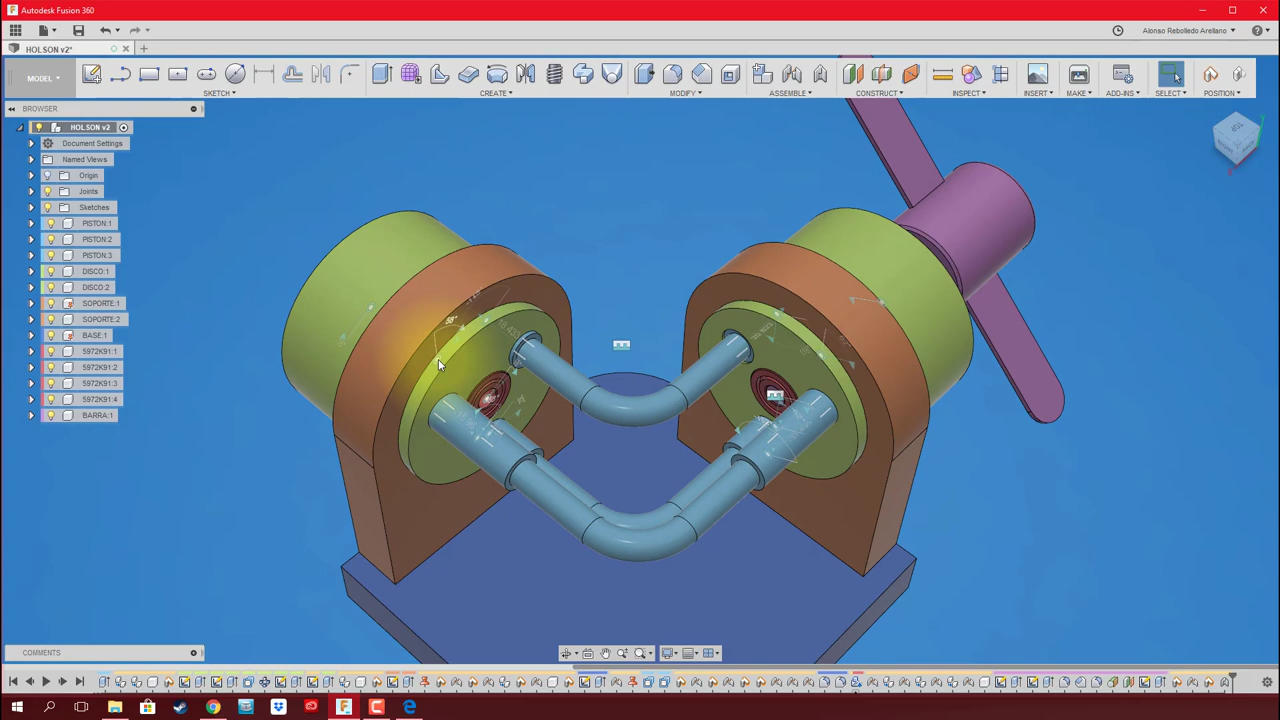 Autodesk Fusion 360
HOLSON v2*
Alonso Rebolledo Arellano
MODEL
SKETCH
CREATE
MODIFY
ASSEMBLE
CONSTRUCT
INSPECT
INSERT
MAKE
ADD-INS
SELECT
POSITION
BROWSER
HOLSON v2
Document Settings
Named Views
Origin
Joints
Sketches
PISTON:1
PISTON:2
PISTON:3
DISCO:1
DISCO:2
SOPORTE:1
SOPORTE:2
BASE:1
5972K91:1
5972K91:2
5972K91:3
5972K91:4
BARRA:1
TOP
COMMENTS